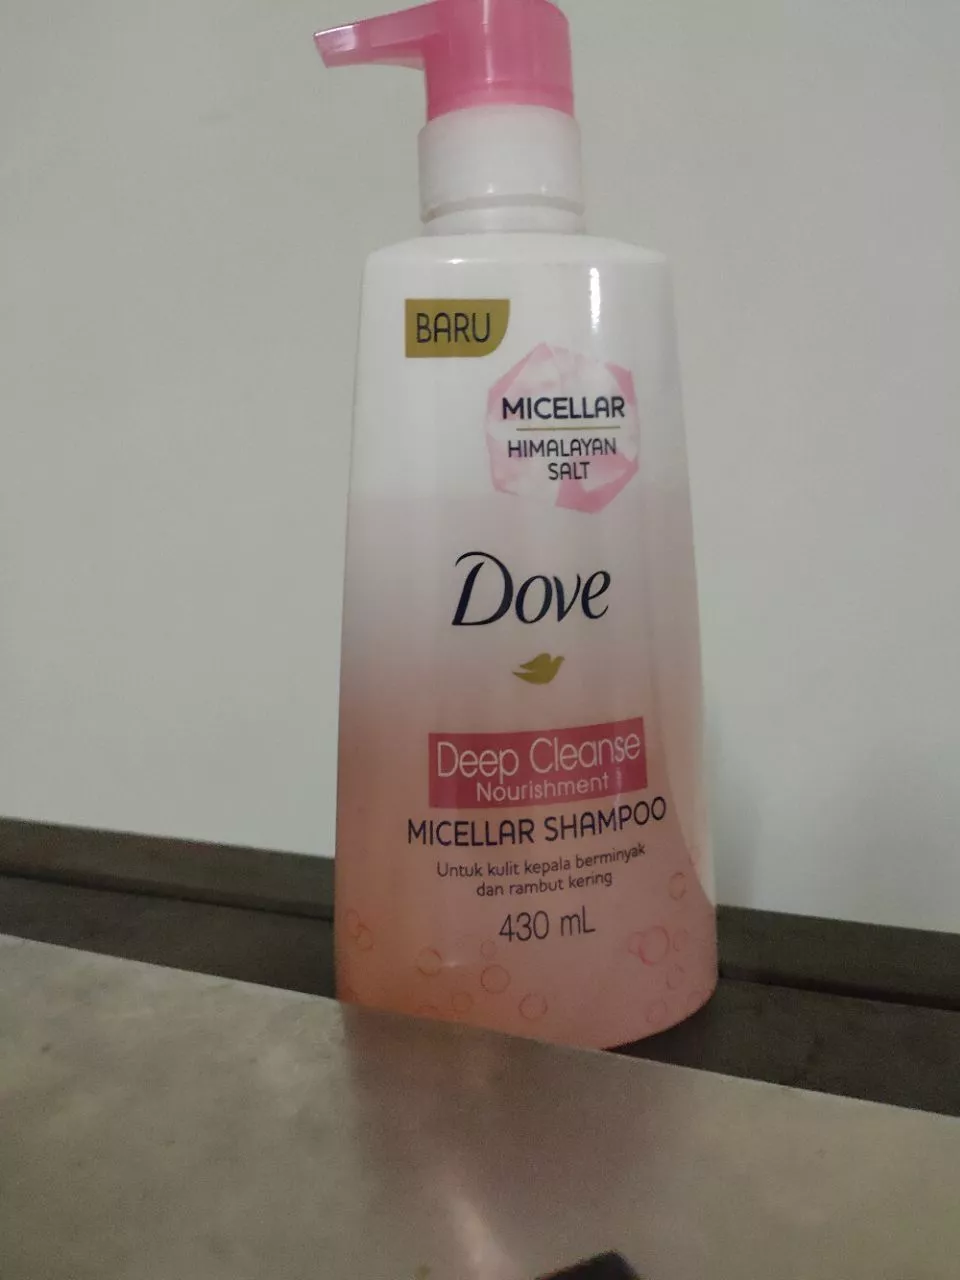 BARU
MICELLAR
HIMALAYAN
SALT
Dove
Deep Cleanse
Nourishment
MICELLAR SHAMPOO
Untuk kulit kepala berminyak
dan rambut kering
430 mL